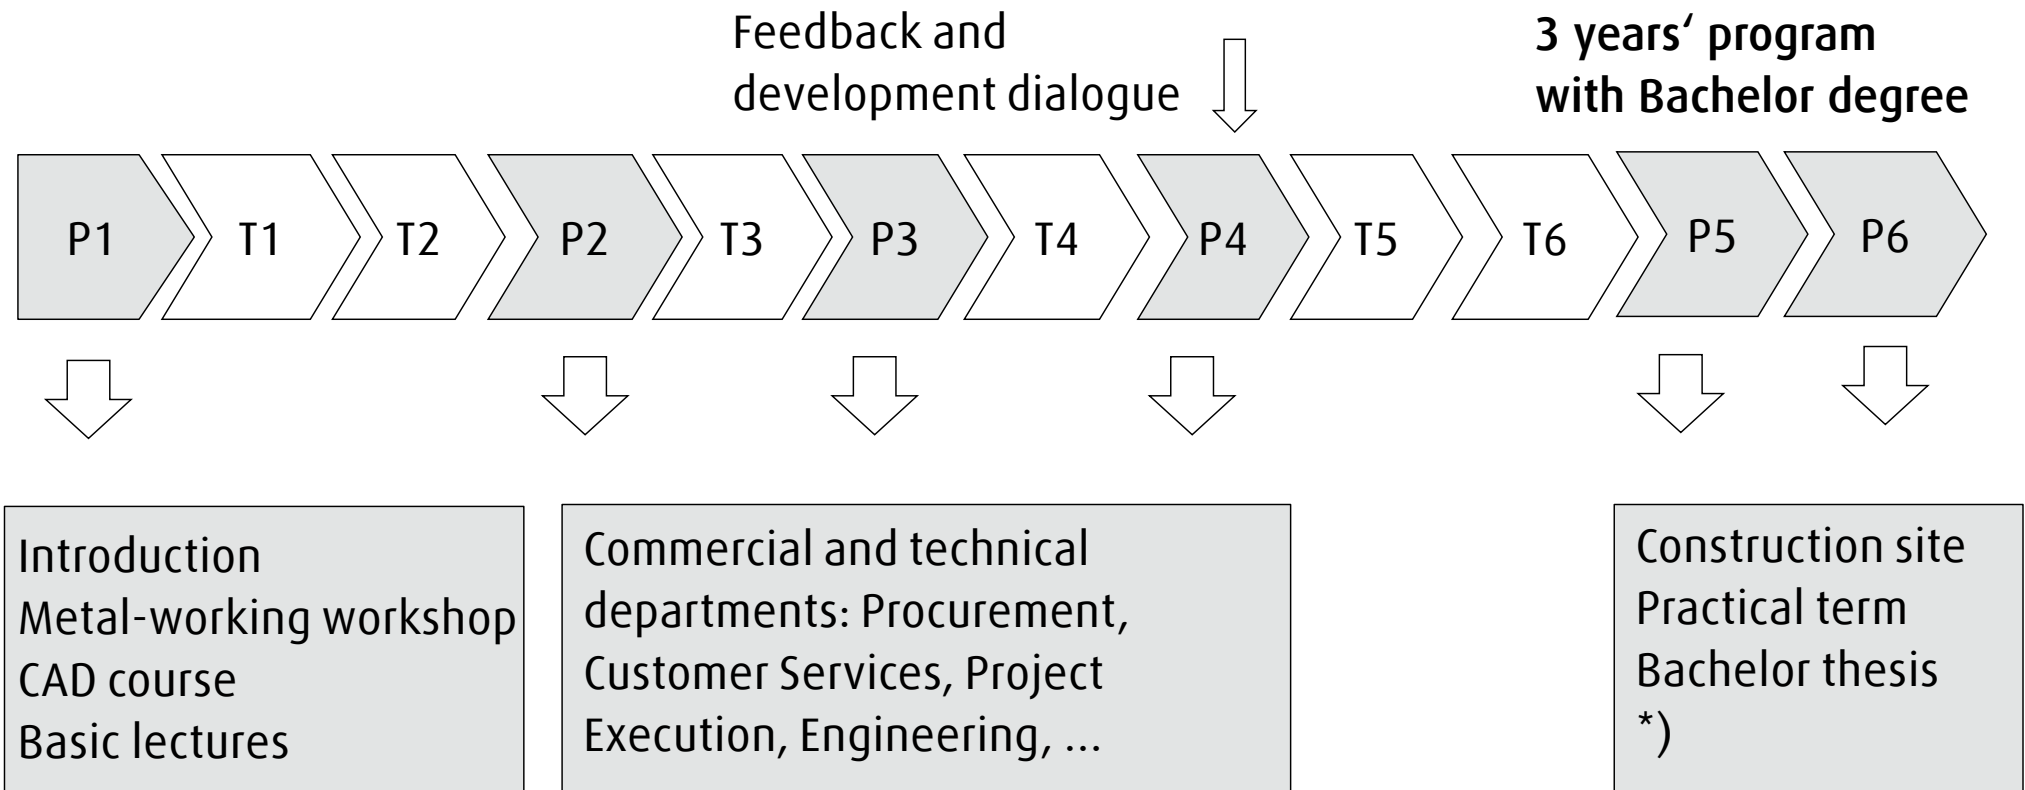 Feedback and
development dialogue
3 years‘ program
with Bachelor degree
P1
T1
T2
P2
T3
P3
T4
P4
T5
T6
P5
P6
Introduction
Metal-working workshop
CAD course
Basic lectures
Commercial and technical
departments: Procurement,
Customer Services, Project
Execution, Engineering, ...
Construction site
Practical term
Bachelor thesis
*)